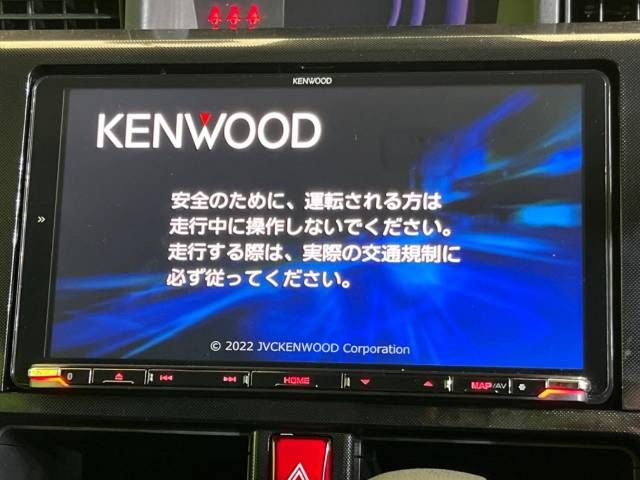 KENWOOD
KENWOOD
安全のために、運転される方は
走行中に操作しないでください。
走行する際は、実際の交通規制に
必ず従ってください。
© 2022 JVCKENWOOD Corporation
HOME
MAP/AV